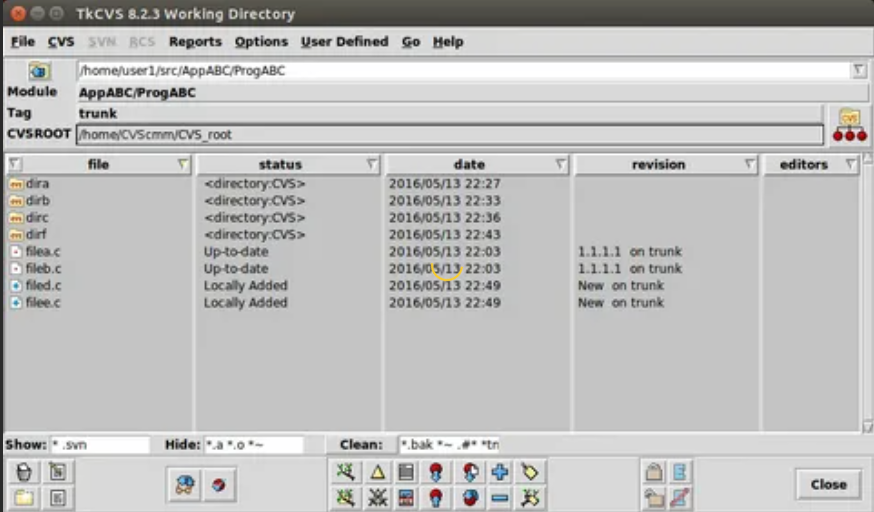 TkCVS 8.2.3 Working Directory
File CVS SVN RCS Reports Options User Defined Go Help
/home/user1/src/AppABC/ProgABC
Module AppABC/ProgABC
Tag trunk
CVSROOT /home/CVScmm/CVS_root
CVS
file status date revision editors
dira <directory:CVS> 2016/05/13 22:27
dirb <directory:CVS> 2016/05/13 22:33
dirc <directory:CVS> 2016/05/13 22:36
dirf <directory:CVS> 2016/05/13 22:43
filea.c Up-to-date 2016/05/13 22:03 1.1.1.1 on trunk
fileb.c Up-to-date 2016/05/13 22:03 1.1.1.1 on trunk
filed.c Locally Added 2016/05/13 22:49 New on trunk
filee.c Locally Added 2016/05/13 22:49 New on trunk
Show: * .svn Hide: *.a *.o *~ Clean: *.bak *~ .#* *tn
Close